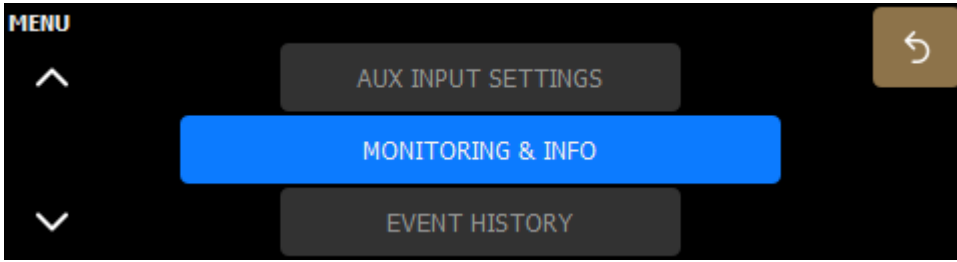 MENU
AUX INPUT SETTINGS
MONITORING & INFO
EVENT HISTORY